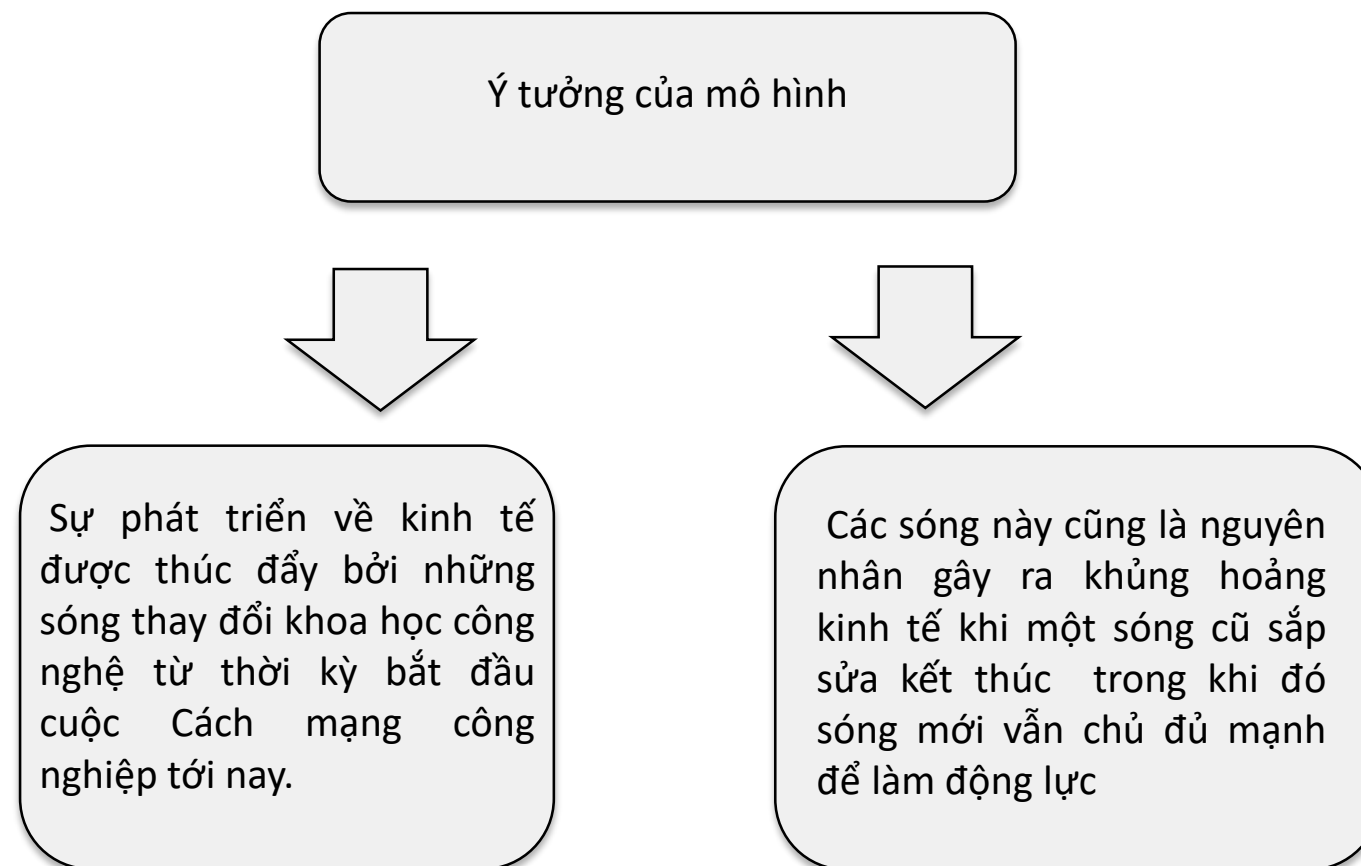 Ý tưởng của mô hình
Sự phát triển về kinh tế
được thúc đẩy bởi những
sóng thay đổi khoa học công
nghệ từ thời kỳ bắt đầu
cuộc Cách mạng công
nghiệp tới nay.
Các sóng này cũng là nguyên
nhân gây ra khủng hoảng
kinh tế khi một sóng cũ sắp
sửa kết thúc trong khi đó
sóng mới vẫn chủ đủ mạnh
để làm động lực